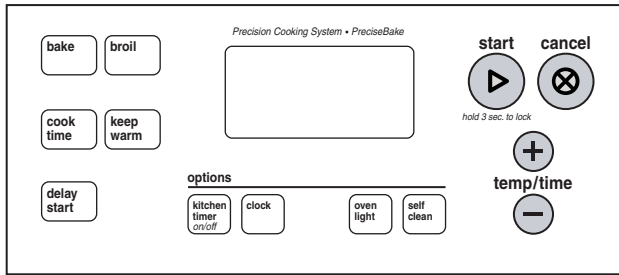 bake
broil
Precision Cooking System • PreciseBake
start
cancel
cook
time
keep
warm
hold 3 sec. to lock
options
temp/time
delay
start
kitchen
timer
on/off
clock
oven
light
self
clean